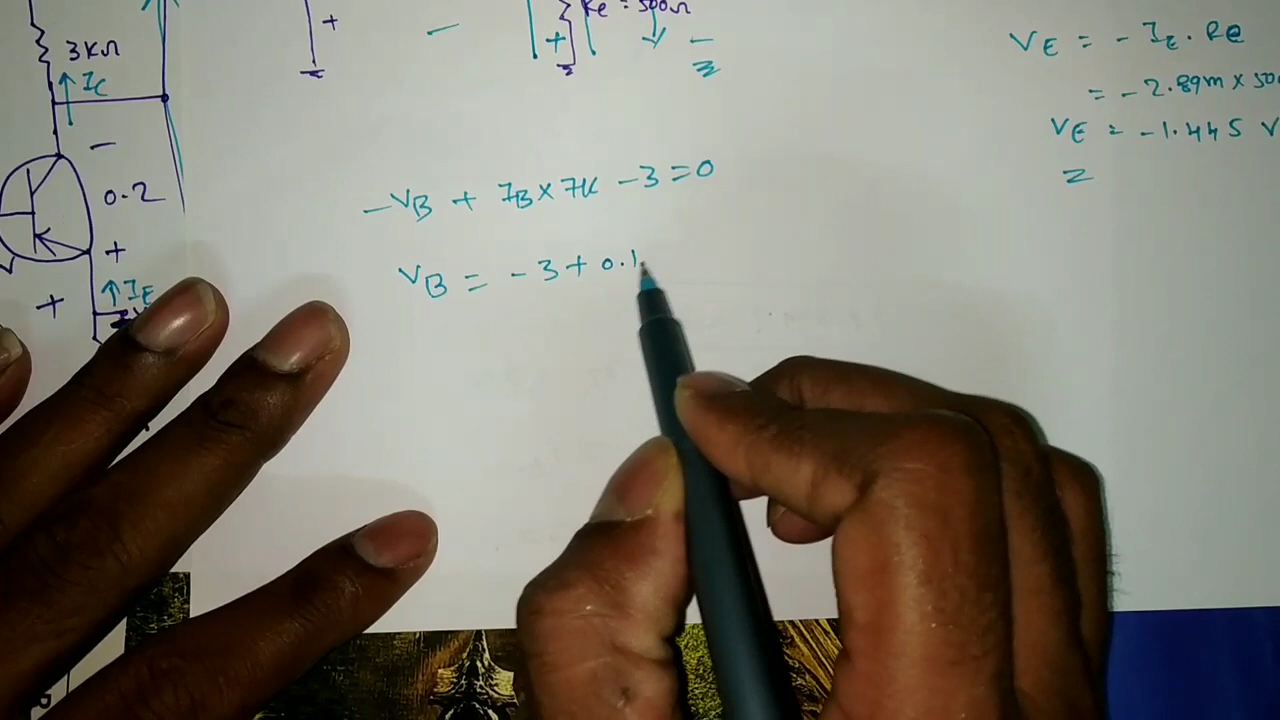 Re = 500Ω
3KΩ
+
-
+
IC
VE = - IE . Re
= - 2.89m x 50
VE = -1.445 V
-
0.2
+
+
IE
-VB + IB x 7K - 3 = 0
VB = - 3 + 0.1